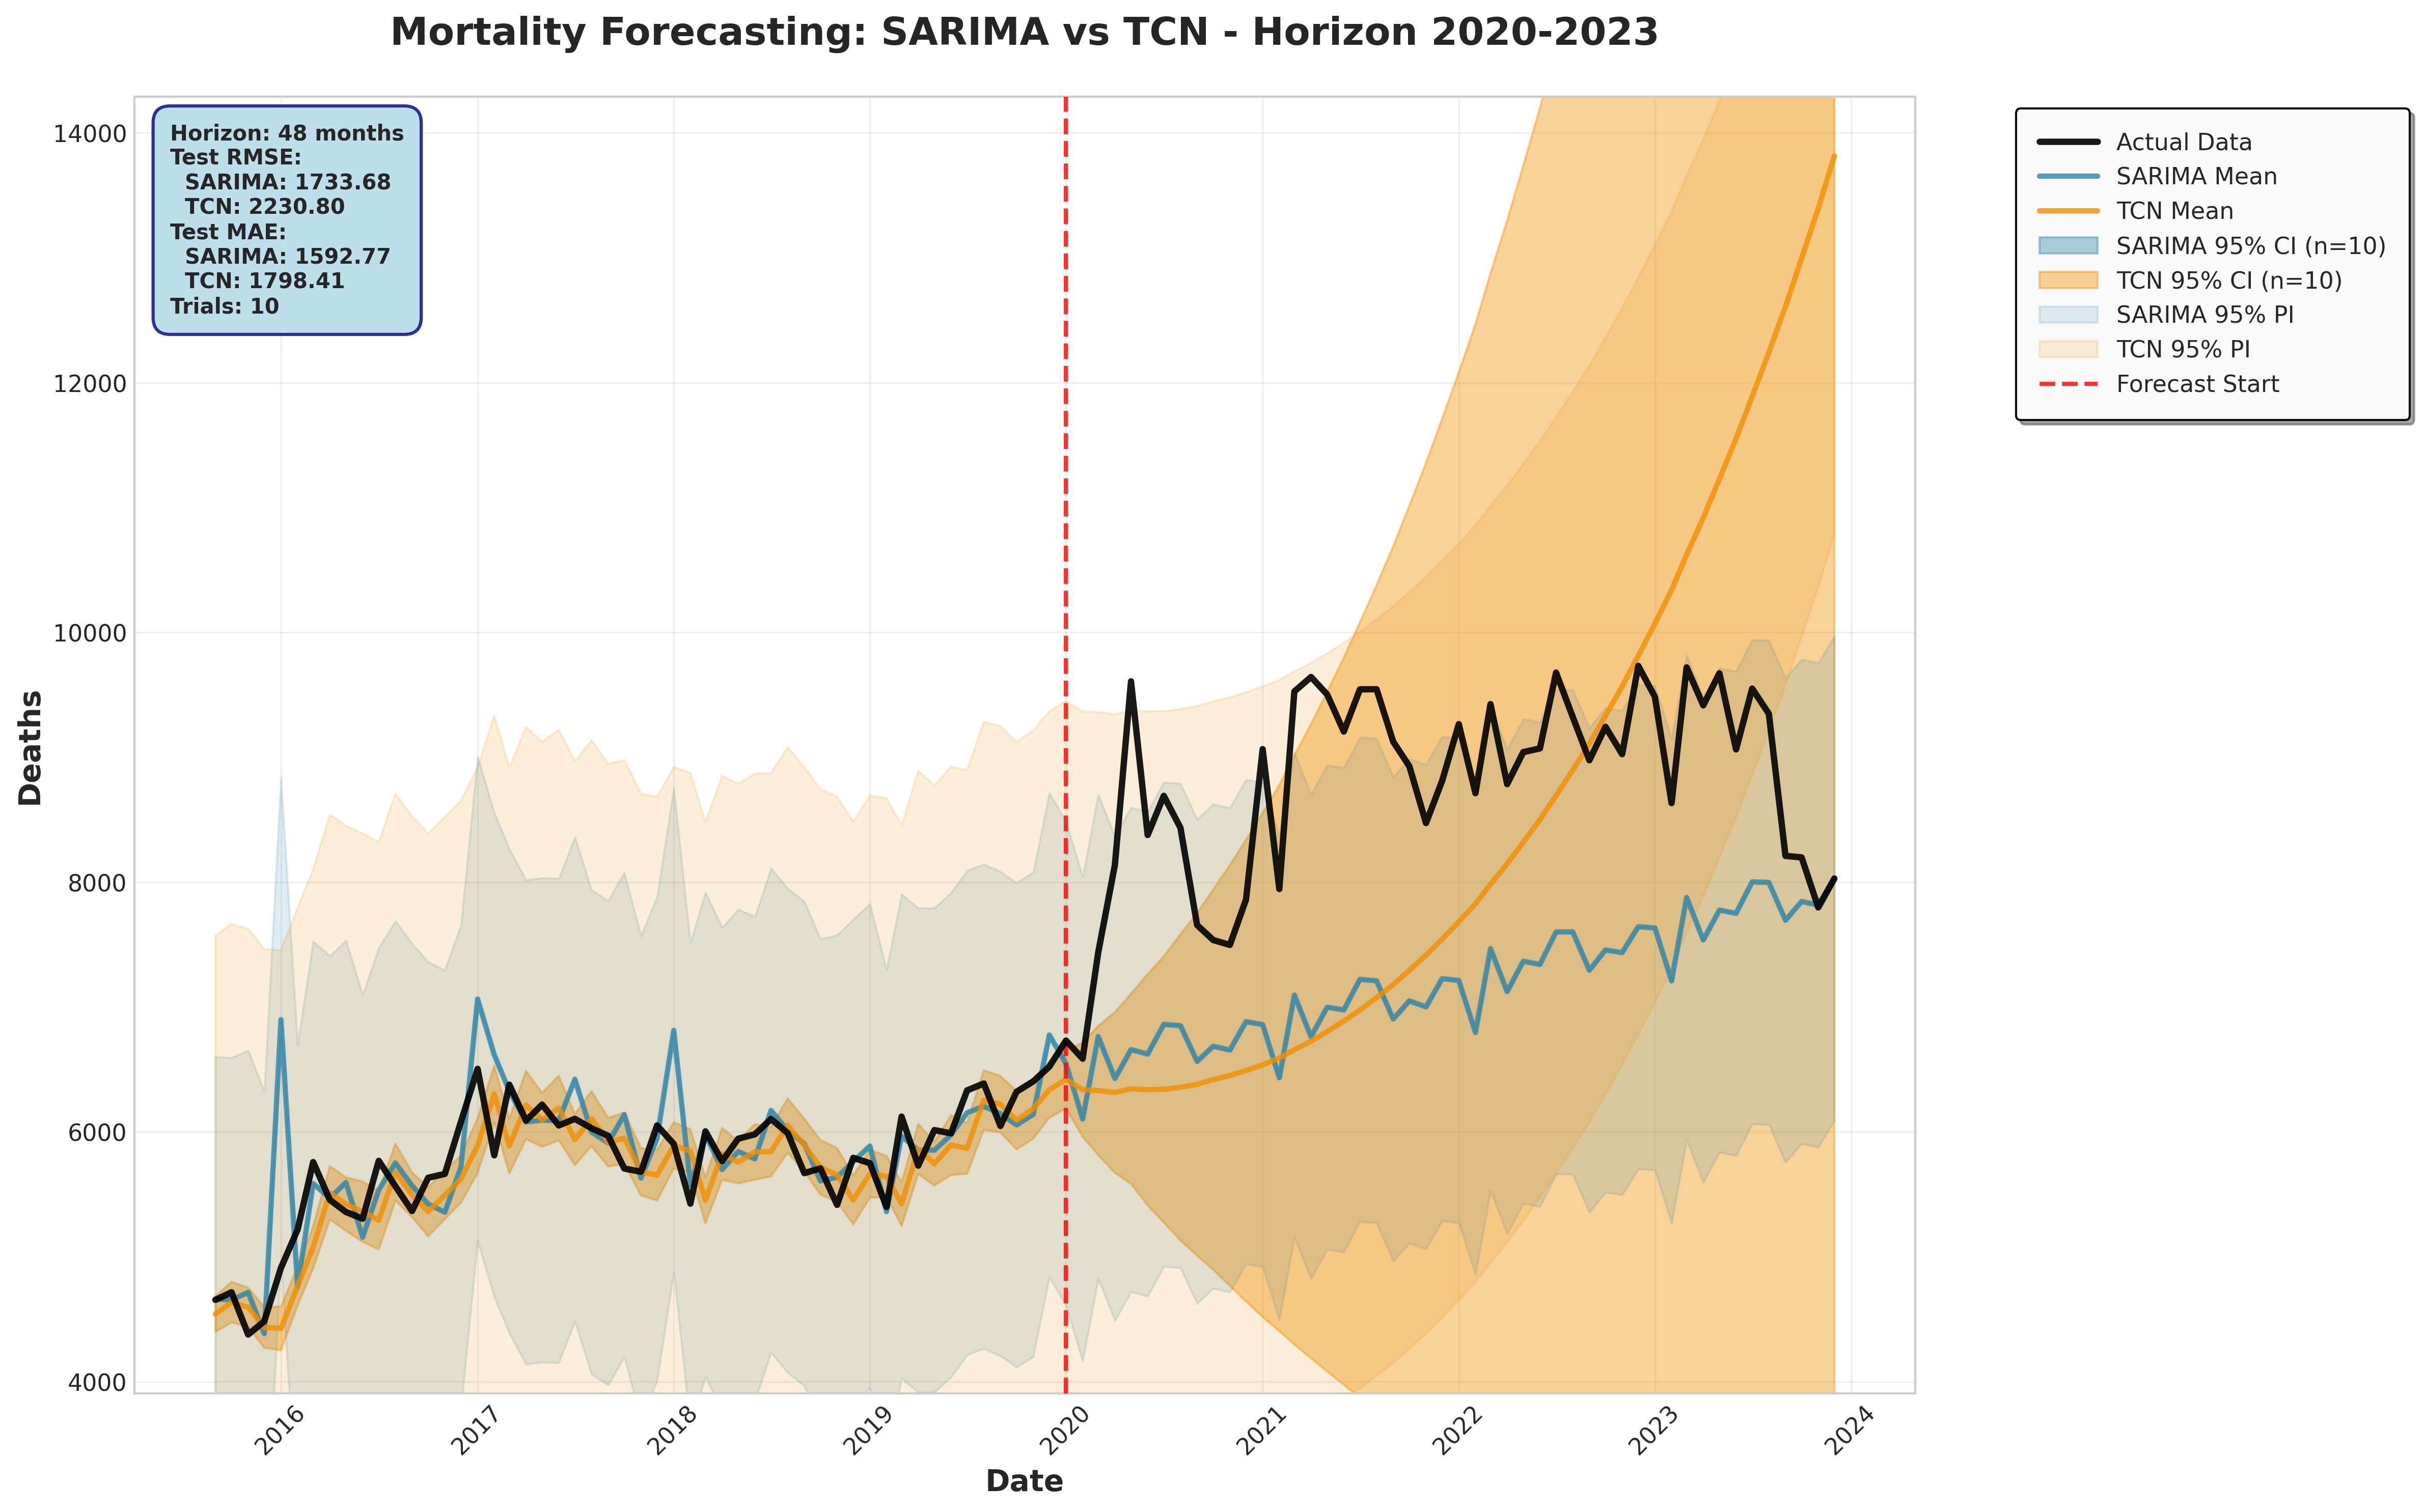 Mortality Forecasting: SARIMA vs TCN - Horizon 2020-2023
Horizon: 48 months
Test RMSE:
SARIMA: 1733.68
TCN: 2230.80
Test MAE:
SARIMA: 1592.77
TCN: 1798.41
Trials: 10
Actual Data
SARIMA Mean
TCN Mean
SARIMA 95% CI (n=10)
TCN 95% CI (n=10)
SARIMA 95% PI
TCN 95% PI
Forecast Start
Deaths
14000
12000
10000
8000
6000
4000
2016
2017
2018
2019
2020
2021
2022
2023
2024
Date